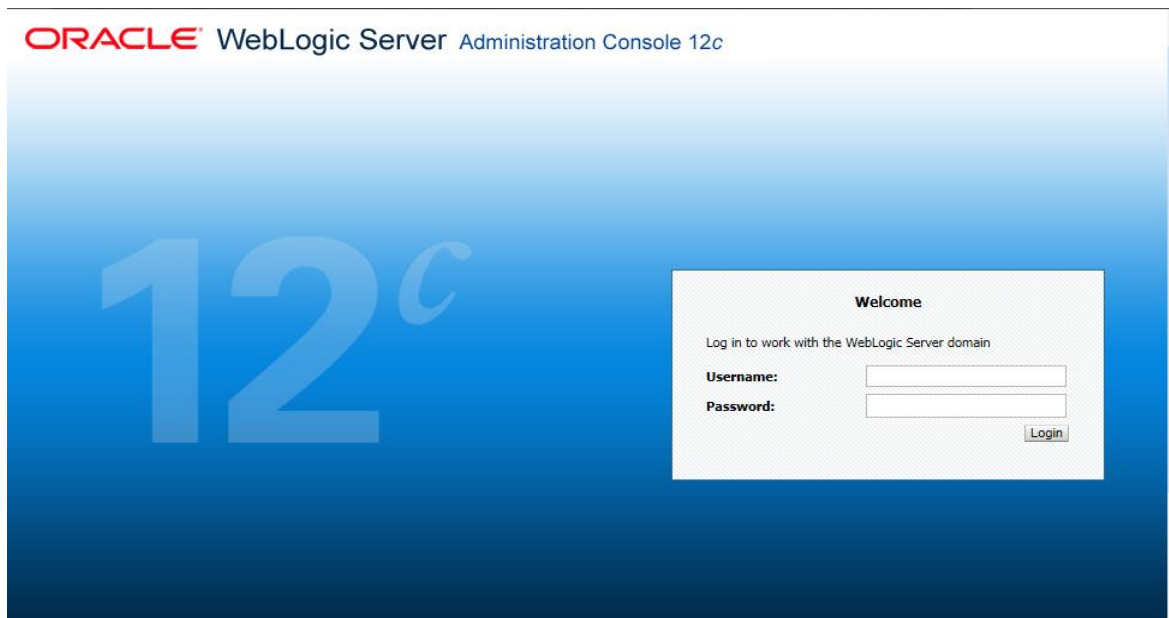 ORACLE WebLogic Server Administration Console 12c
12c
Welcome
Log in to work with the WebLogic Server domain
Username:
Password:
Login